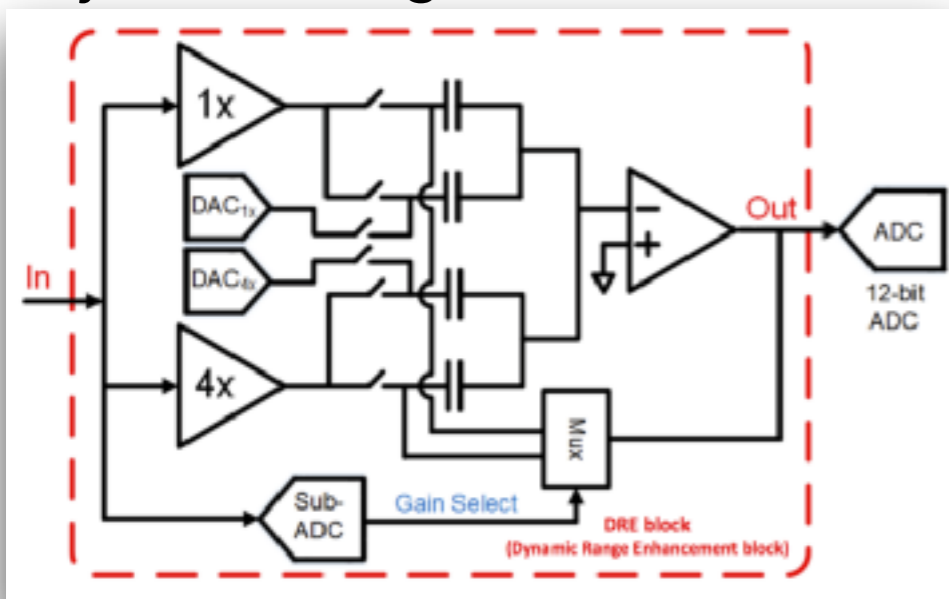 1x
DAC1x
DAC4x
In
4x
Sub-
ADC
Gain Select
Mux
Out
ADC
12-bit
ADC
DRE block
(Dynamic Range Enhancement block)